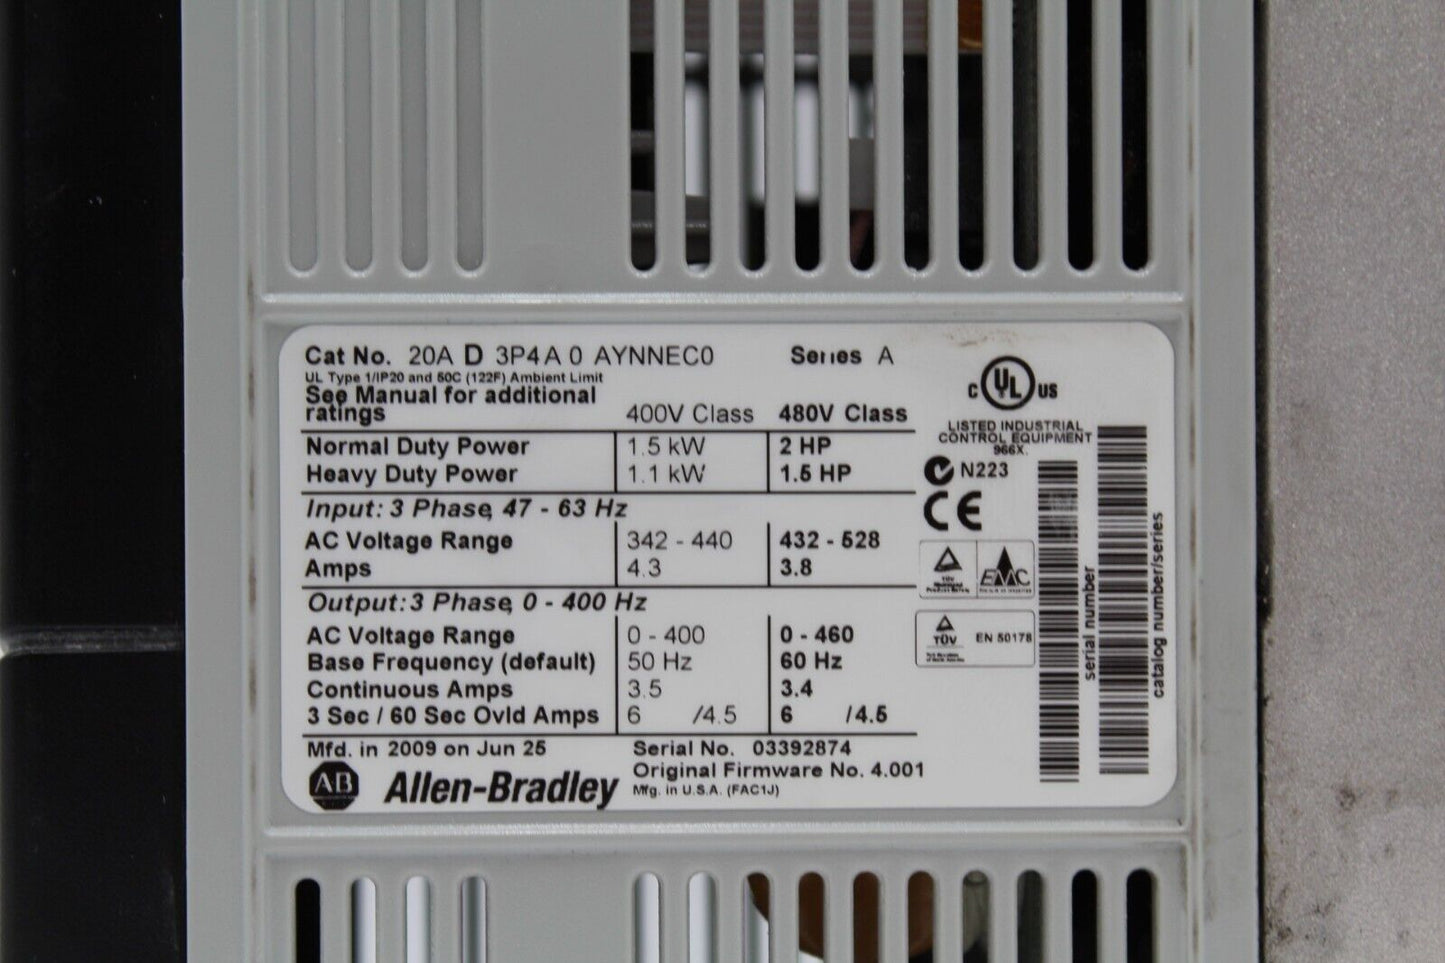 Cat No. 20A D 3P4 A 0 AYNNEC0 Series A
UL Type 1/IP20 and 50C (122F) Ambient Limit
See Manual for additional
ratings 400V Class 480V Class
Normal Duty Power 1.5 kW 2 HP
Heavy Duty Power 1.1 kW 1.5 HP
Input: 3 Phase, 47 - 63 Hz
AC Voltage Range 342 - 440 432 - 528
Amps 4.3 3.8
Output: 3 Phase, 0 - 400 Hz
AC Voltage Range 0 - 400 0 - 460
Base Frequency (default) 50 Hz 60 Hz
Continuous Amps 3.5 3.4
3 Sec / 60 Sec Ovld Amps 6 /4.5 6 /4.5
Mfd. in 2009 on Jun 25 Serial No. 03392874
Original Firmware No. 4.001
Mfg. in U.S.A. (FAC1J)
AB Allen-Bradley
C UL US
LISTED INDUSTRIAL
CONTROL EQUIPMENT
966X
N223
CE
TÜV
EMC
TÜV EN 50178
serial number
catalog number/series